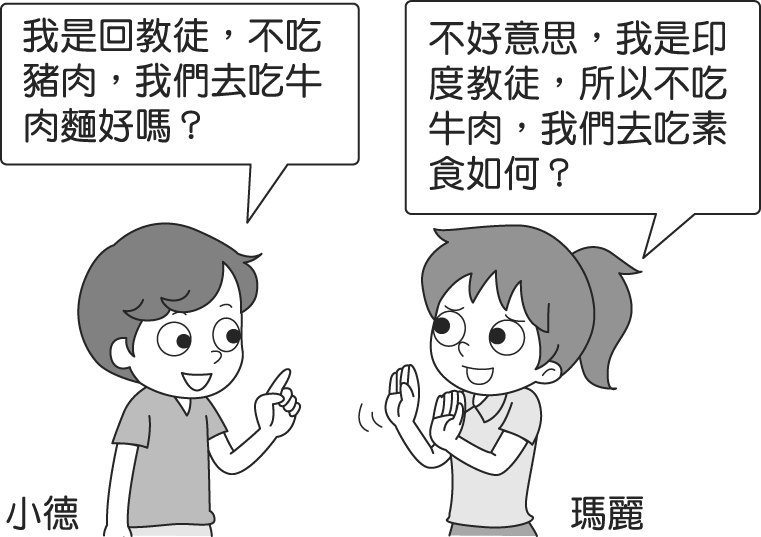 我是回教徒，不吃
豬肉，我們去吃牛
肉麵好嗎？
不好意思，我是印
度教徒，所以不吃
牛肉，我們去吃素
食如何？
小德
瑪麗